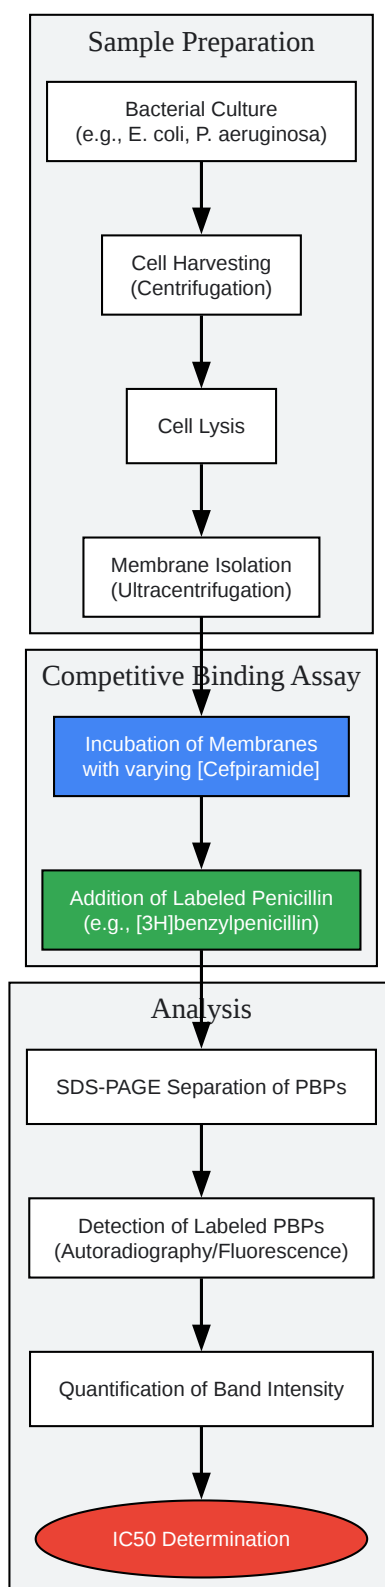 Sample Preparation
Bacterial Culture
(e.g., E. coli, P. aeruginosa)
Cell Harvesting
(Centrifugation)
Cell Lysis
Membrane Isolation
(Ultracentrifugation)
Competitive Binding Assay
Incubation of Membranes
with varying [Cefpiramide]
Addition of Labeled Penicillin
(e.g., [3H]benzylpenicillin)
Analysis
SDS-PAGE Separation of PBPs
Detection of Labeled PBPs
(Autoradiography/Fluorescence)
Quantification of Band Intensity
IC50 Determination